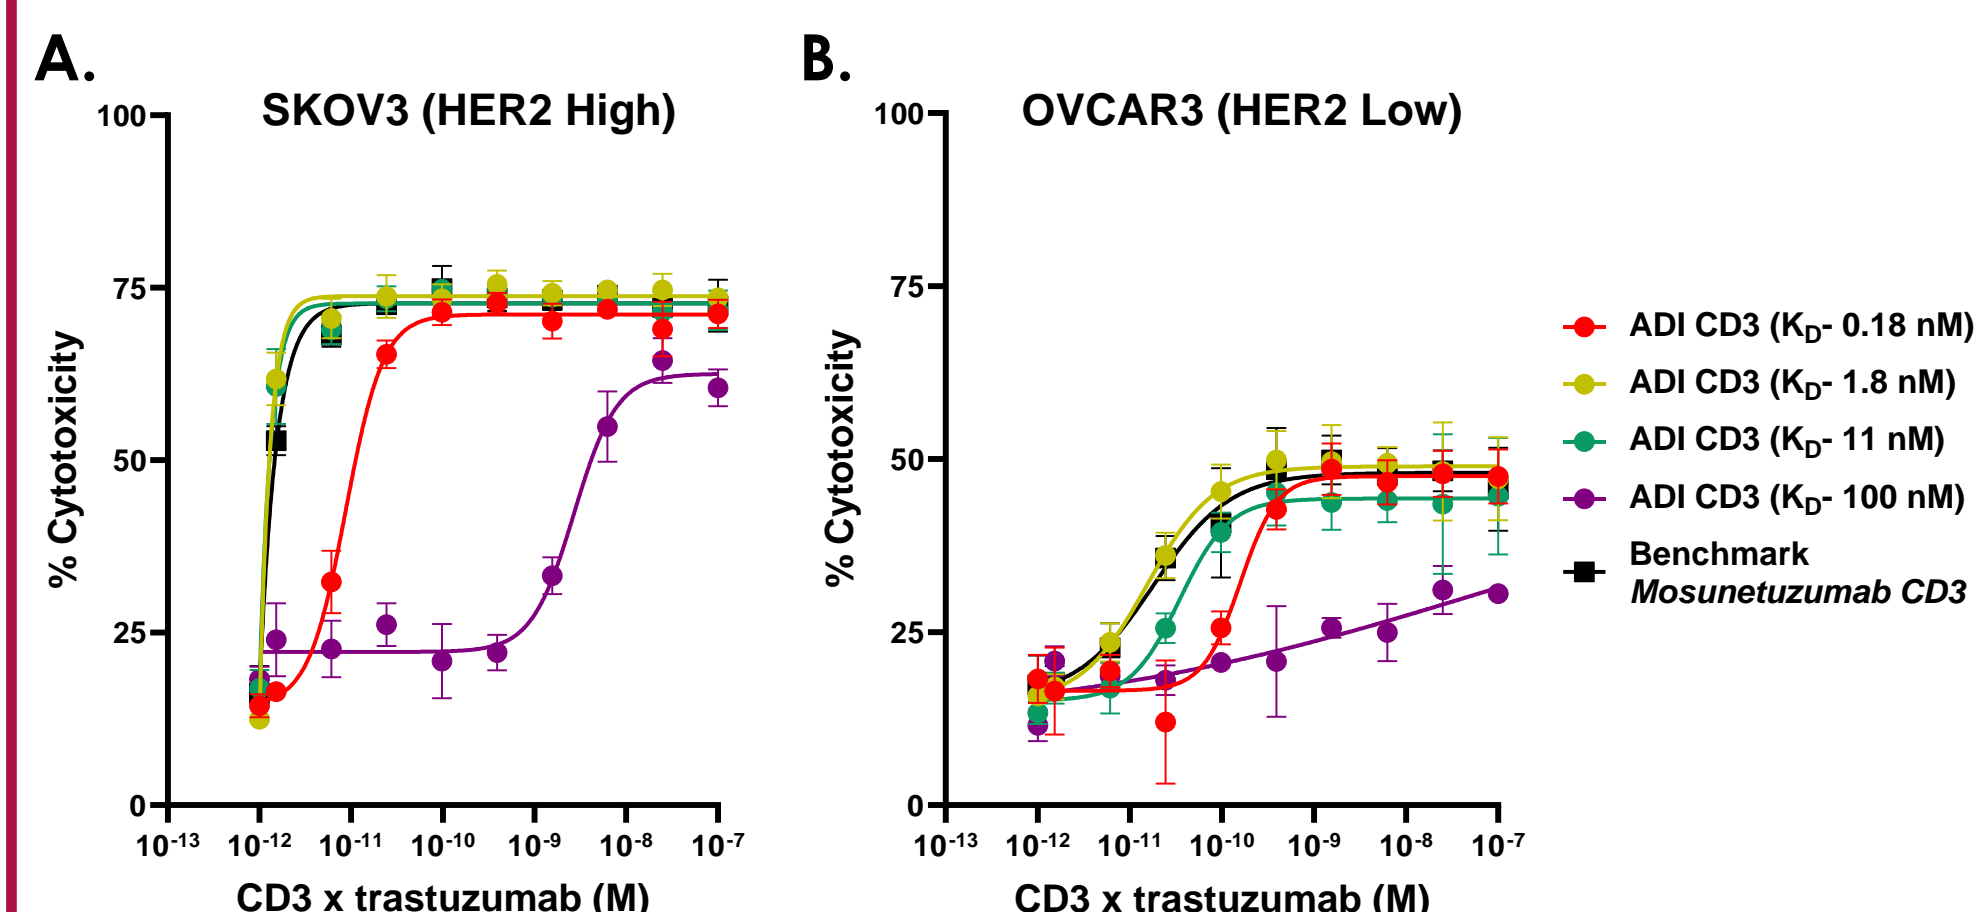 A.
SKOV3 (HER2 High)
% Cytotoxicity
100
75
50
25
0
10-13 10-12 10-11 10-10 10-9 10-8 10-7
CD3 x trastuzumab (M)
B.
OVCAR3 (HER2 Low)
% Cytotoxicity
100
75
50
25
0
10-13 10-12 10-11 10-10 10-9 10-8 10-7
CD3 x trastuzumab (M)
ADI CD3 (KD- 0.18 nM)
ADI CD3 (KD- 1.8 nM)
ADI CD3 (KD- 11 nM)
ADI CD3 (KD- 100 nM)
Benchmark
Mosunetuzumab CD3